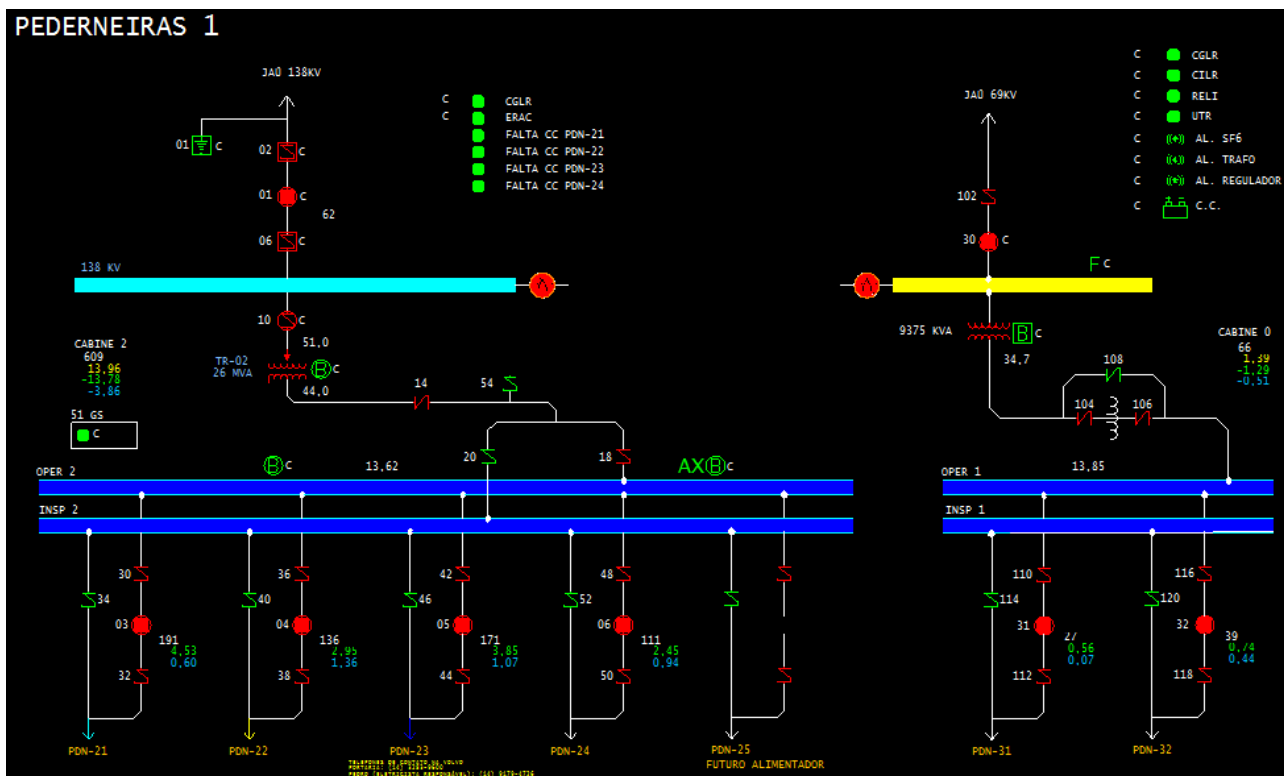 PEDERNEIRAS 1
JAÚ 138KV
01 C
02 C
01 C
62
06 C
C CGLR
C ERAC
FALTA CC PDN-21
FALTA CC PDN-22
FALTA CC PDN-23
FALTA CC PDN-24
JAÚ 69KV
102
30 C
C CGLR
C CILR
C RELI
C UTR
C AL. SF6
C AL. TRAFO
C AL. REGULADOR
C C.C.
138 KV
F C
10 C
51,0
CABINE 2
609
13,96
-13,78
-3,86
TR-02
26 MVA
B C
44,0
14
54
9375 KVA
B C
34,7
108
104
106
CABINE 0
66
1,39
-1,29
-0,51
51 GS
C
20
18
OPER 2
B C
13,62
AX B C
INSP 2
OPER 1
13,85
INSP 1
30
36
42
48
110
116
34
40
46
52
114
120
03
04
05
06
31
32
191
4,53
0,60
136
2,95
1,36
171
3,85
1,07
111
2,45
0,94
27
0,56
0,07
39
0,74
0,44
32
38
44
50
112
118
PDN-21
PDN-22
PDN-23
PDN-24
PDN-25
FUTURO ALIMENTADOR
PDN-31
PDN-32